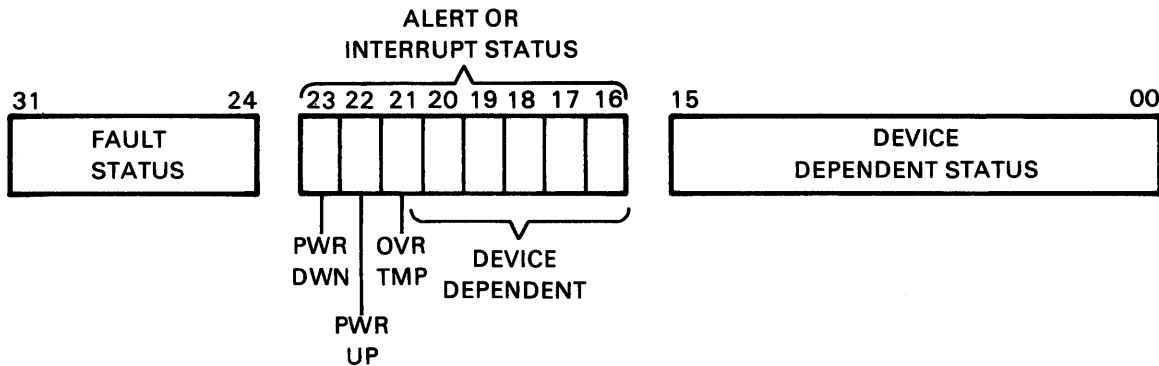 ALERT OR
INTERRUPT STATUS
31 24 23 22 21 20 19 18 17 16 15 00
FAULT
STATUS
DEVICE
DEPENDENT STATUS
PWR
DWN
OVR
TMP
DEVICE
DEPENDENT
PWR
UP